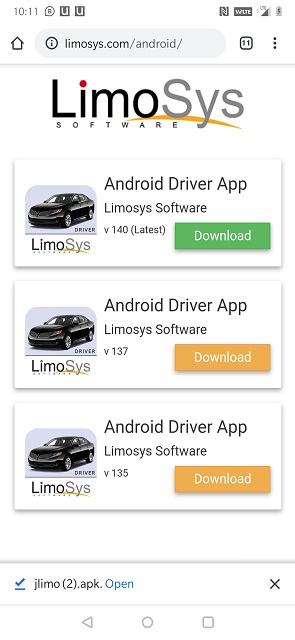 10:11
VoLTE
limosys.com/android/
11
LimoSys
SOFTWARE
Android Driver App
Limosys Software
v 140 (Latest)
Download
DRIVER
LimoSys
Android Driver App
Limosys Software
v 137
Download
DRIVER
LimoSys
Android Driver App
Limosys Software
v 135
Download
DRIVER
LimoSys
jlimo (2).apk. Open